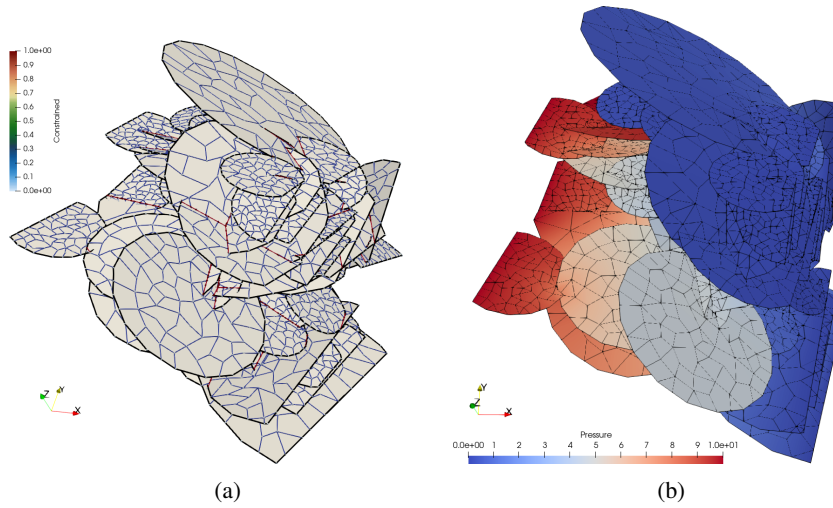 1.0e+00
0.9
0.8
0.7
0.6
0.5
0.4
0.3
0.2
0.1
0.0e+00
Constrained
Z Y X
Y
Z X
Pressure
0.0e+00 1 2 3 4 5 6 7 8 9 1.0e+01
(a) (b)